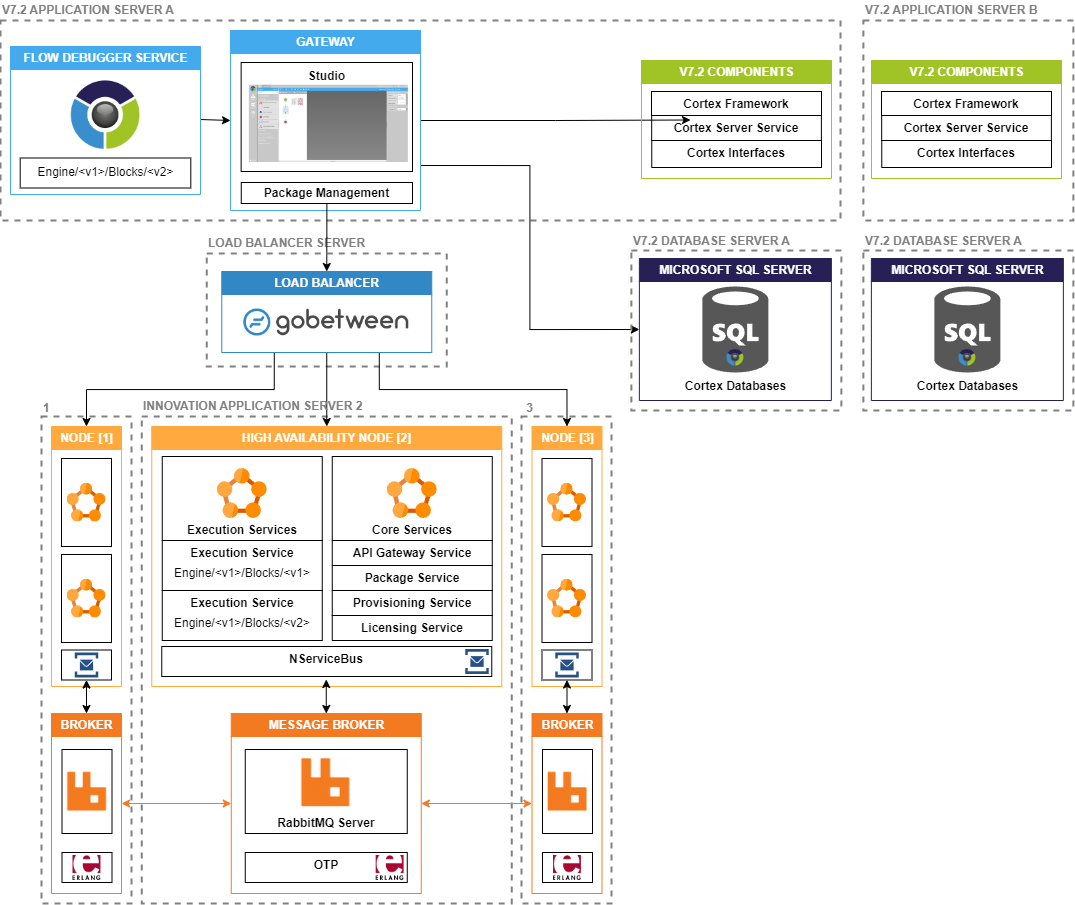 V7.2 APPLICATION SERVER A
V7.2 APPLICATION SERVER B
FLOW DEBUGGER SERVICE
Engine/<v1>/Blocks/<v2>
GATEWAY
Studio
Package Management
V7.2 COMPONENTS
Cortex Framework
Cortex Server Service
Cortex Interfaces
V7.2 COMPONENTS
Cortex Framework
Cortex Server Service
Cortex Interfaces
LOAD BALANCER SERVER
LOAD BALANCER
gobetween
V7.2 DATABASE SERVER A
MICROSOFT SQL SERVER
SQL
Cortex Databases
V7.2 DATABASE SERVER A
MICROSOFT SQL SERVER
SQL
Cortex Databases
1
INNOVATION APPLICATION SERVER 2
3
NODE [1]
HIGH AVAILABILITY NODE [2]
Execution Services
Execution Service
Engine/<v1>/Blocks/<v1>
Execution Service
Engine/<v1>/Blocks/<v2>
Core Services
API Gateway Service
Package Service
Provisioning Service
Licensing Service
NServiceBus
NODE [3]
BROKER
ERLANG
MESSAGE BROKER
RabbitMQ Server
OTP
ERLANG
BROKER
ERLANG